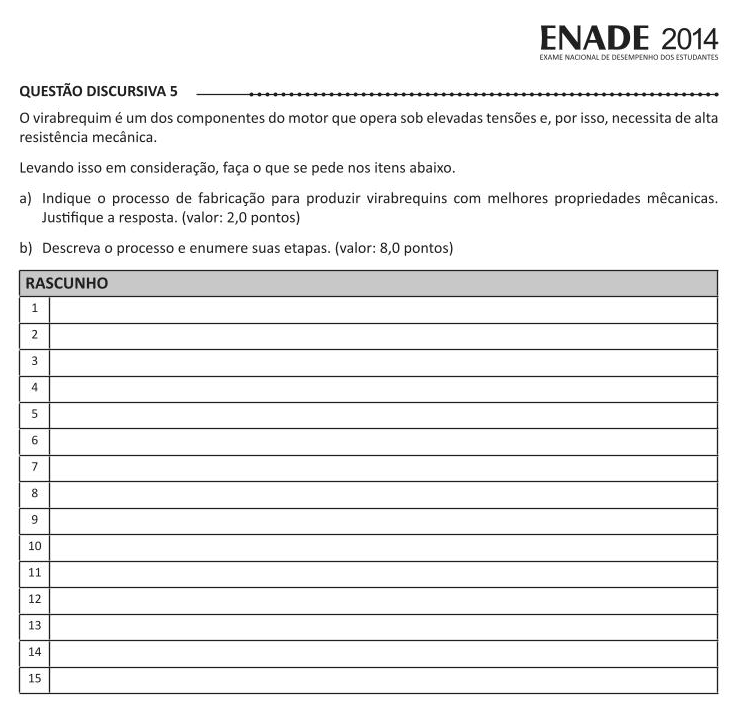 ENADE 2014
EXAME NACIONAL DE DESEMPENHO DOS ESTUDANTES
QUESTÃO DISCURSIVA 5
O virabrequim é um dos componentes do motor que opera sob elevadas tensões e, por isso, necessita de alta
resistência mecânica.
Levando isso em consideração, faça o que se pede nos itens abaixo.
a) Indique o processo de fabricação para produzir virabrequins com melhores propriedades mêcanicas.
Justifique a resposta. (valor: 2,0 pontos)
b) Descreva o processo e enumere suas etapas. (valor: 8,0 pontos)
RASCUNHO
1
2
3
4
5
6
7
8
9
10
11
12
13
14
15